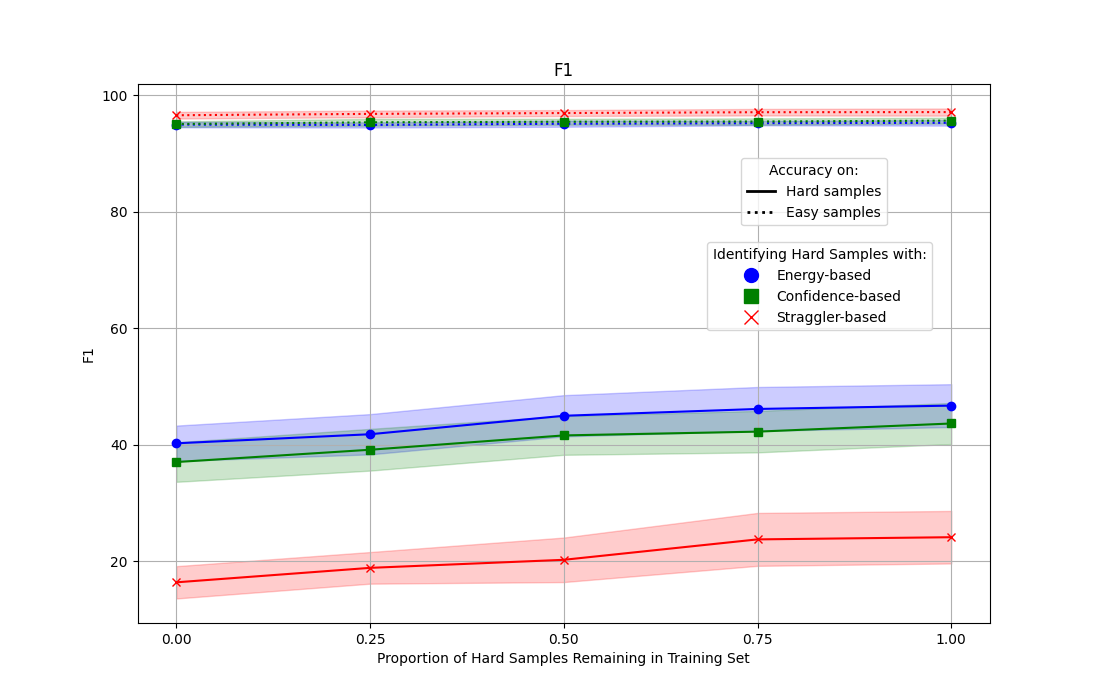 F1
100
80
60
40
20
F1
Accuracy on:
Hard samples
Easy samples
Identifying Hard Samples with:
Energy-based
Confidence-based
Straggler-based
0.00 0.25 0.50 0.75 1.00
Proportion of Hard Samples Remaining in Training Set